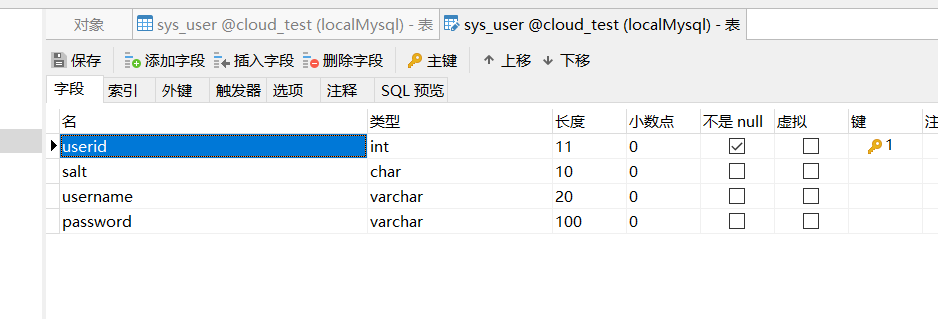 对象 sys_user @cloud_test (localMysql) - 表 sys_user @cloud_test (localMysql) - 表
保存 添加字段 插入字段 删除字段 主键 上移 下移
字段 索引 外键 触发器 选项 注释 SQL 预览
名 类型 长度 小数点 不是 null 虚拟 键 注
userid int 11 0 1
salt char 10 0
username varchar 20 0
password varchar 100 0